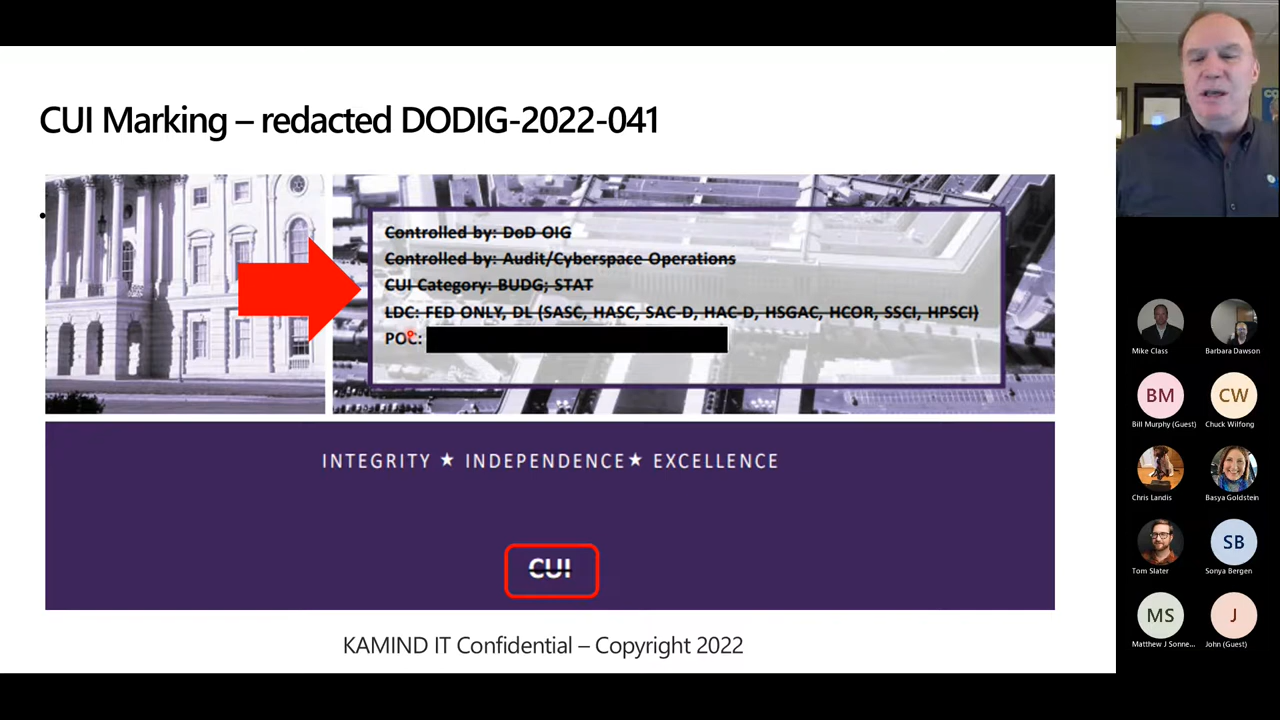 CUI Marking – redacted DODIG-2022-041
Controlled by: DoD OIG
Controlled by: Audit/Cyberspace Operations
CUI Category: BUDG; STAT
LDC: FED ONLY, DL (SASC, HASC, SAC-D, HAC-D, HSGAC, HCOR, SSCI, HPSCI)
POC:
INTEGRITY ★ INDEPENDENCE ★ EXCELLENCE
CUI
KAMIND IT Confidential – Copyright 2022
Mike Class
Barbara Dawson
BM
CW
Bill Murphy (Guest)
Chuck Wilfong
Chris Landis
Basya Goldstein
SB
Tom Slater
Sonya Bergen
MS
J
Matthew J Sonne...
John (Guest)